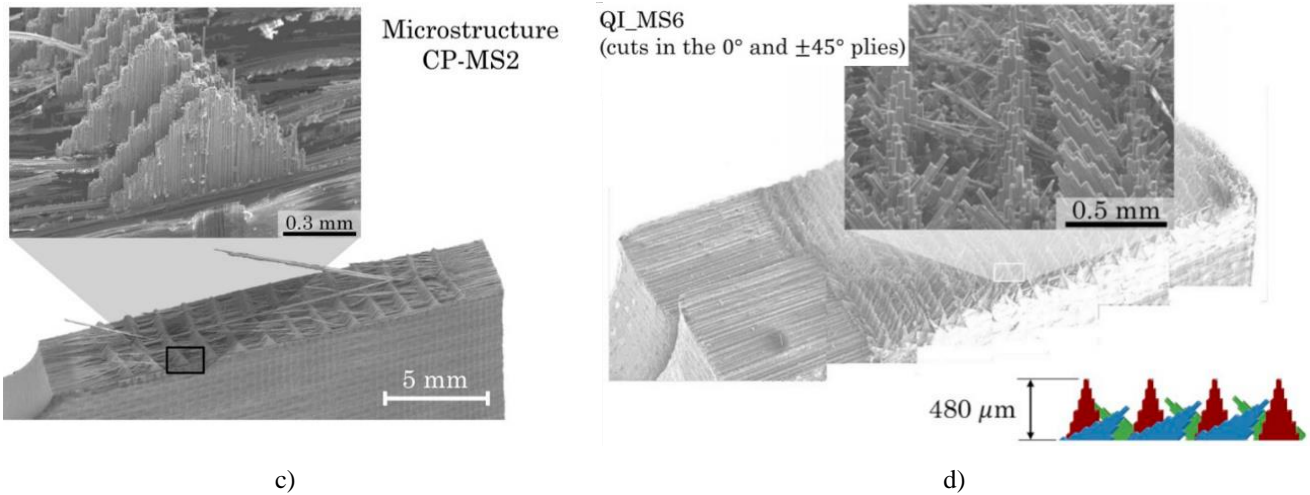 Microstructure
CP-MS2
0.3 mm
5 mm
c)
QI_MS6
(cuts in the 0° and ±45° plies)
0.5 mm
480 μm
d)